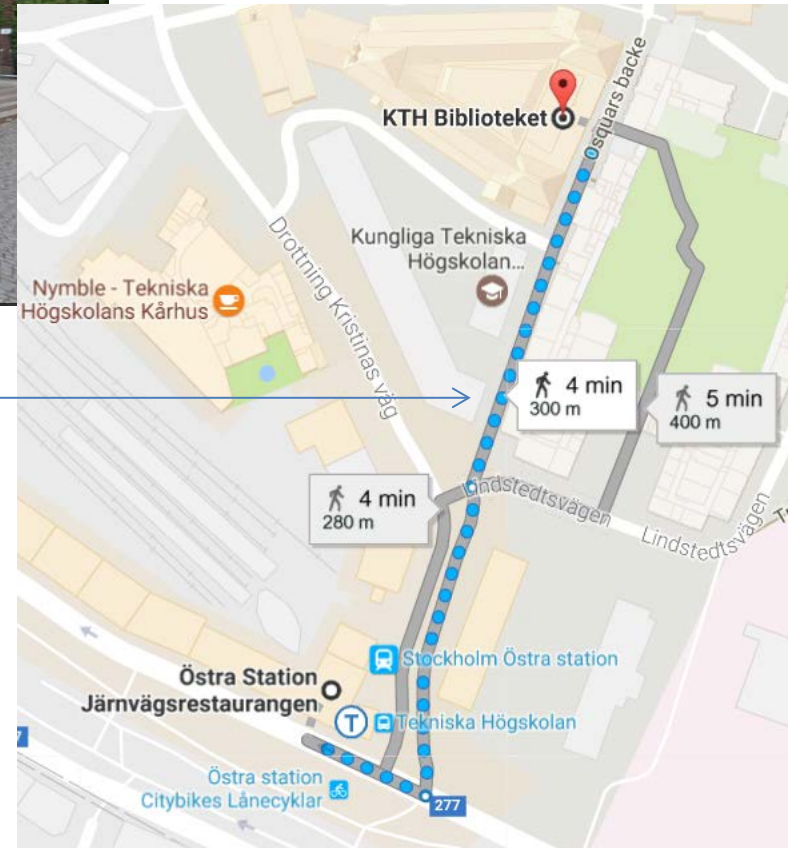 KTH Biblioteket
Osquars backe
Kungliga Tekniska
Högskolan...
Drottning Kristinas väg
Nymble - Tekniska
Högskolans Kårhus
4 min
300 m
5 min
400 m
4 min
280 m
Lindstedtsvägen
Lindstedtsvägen
Stockholm Östra station
Östra Station
Järnvägsrestaurangen
T
Tekniska Högskolan
Östra station
Citybikes Lånecyklar
277